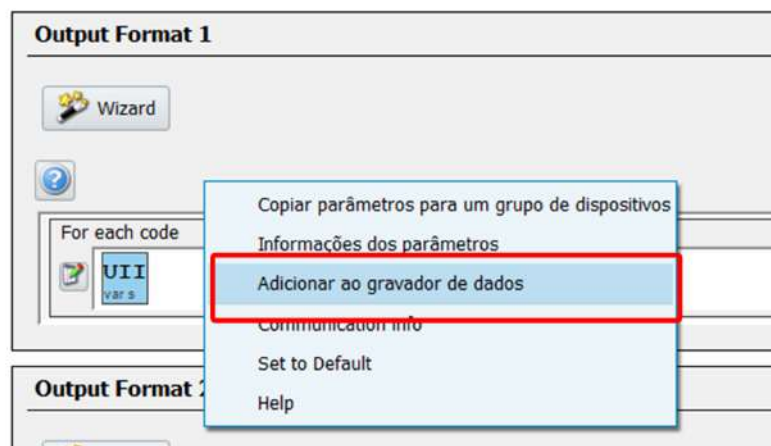 Output Format 1
Wizard
For each code
UII
var s
Copiar parâmetros para um grupo de dispositivos
Informações dos parâmetros
Adicionar ao gravador de dados
Communication info
Set to Default
Help
Output Format 2